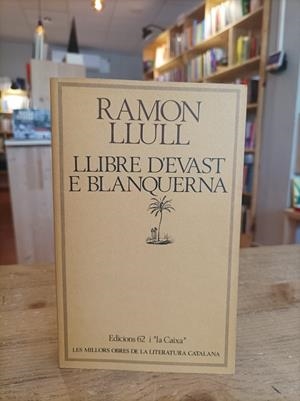 RAMON
LLULL
LLIBRE D'EVAST
E BLANQUERNA
Edicions 62 i "la Caixa"
LES MILLORS OBRES DE LA LITERATURA CATALANA